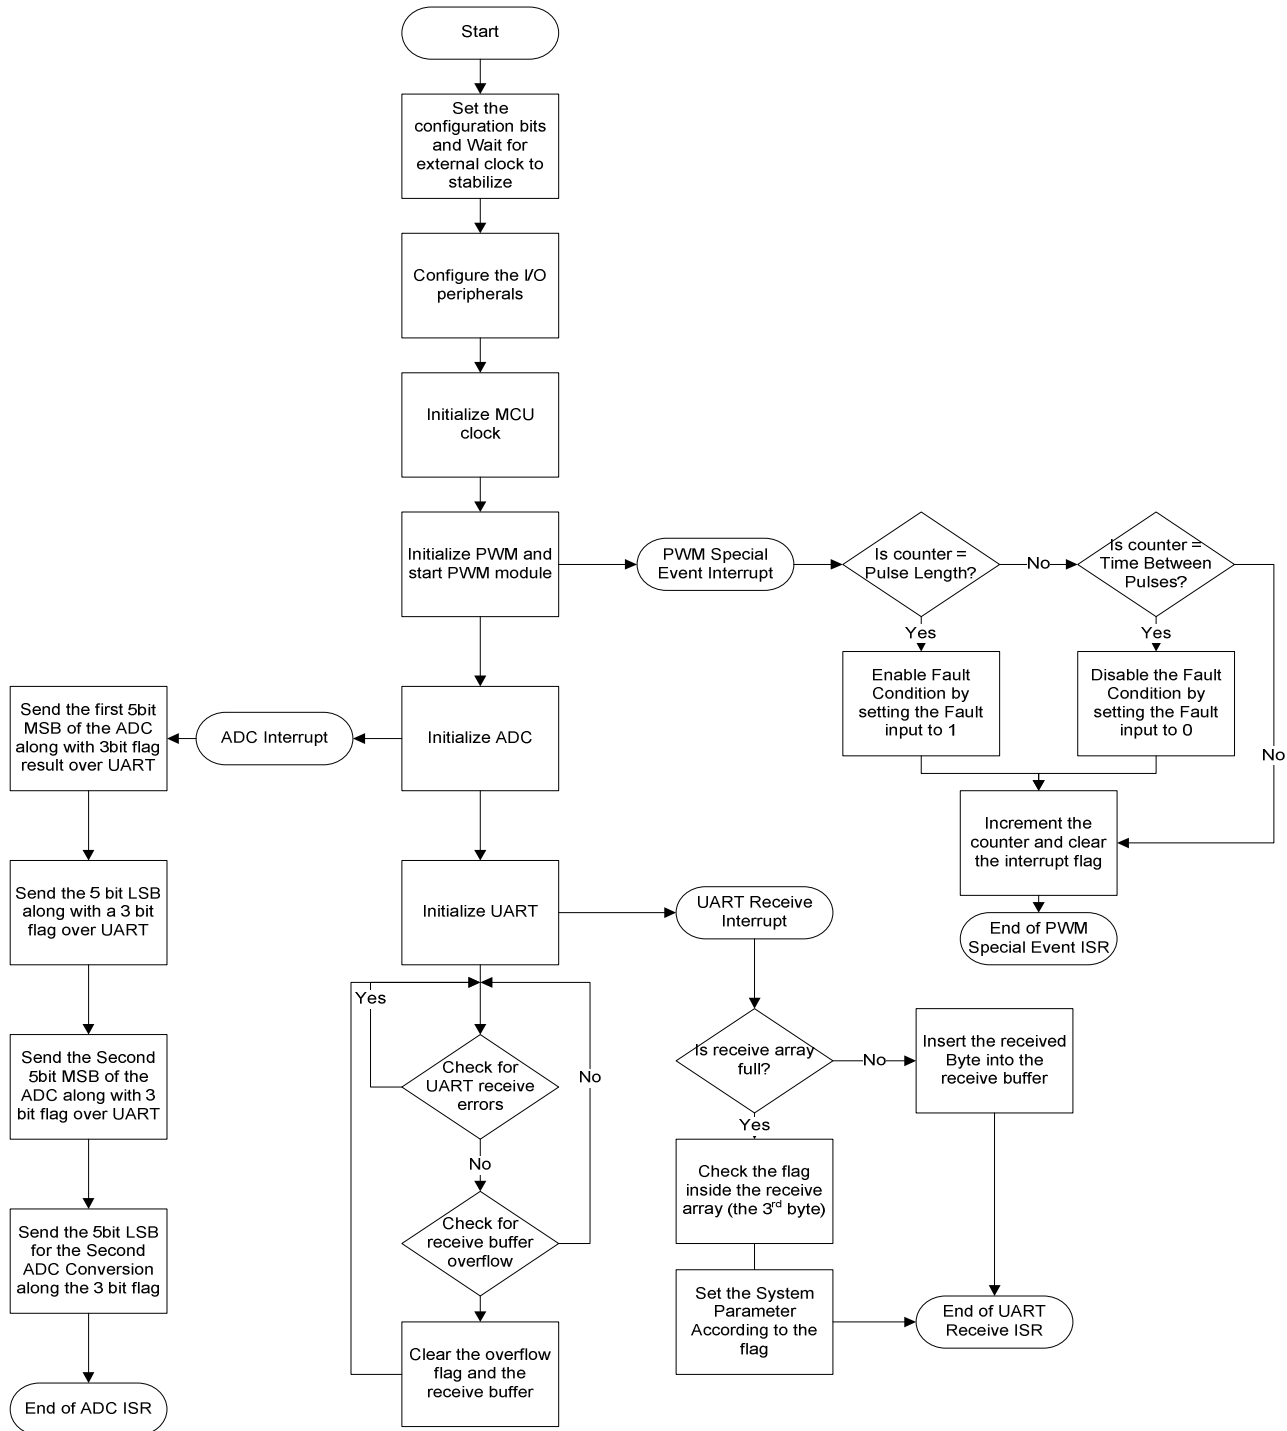 Start
Set the
configuration bits
and Wait for
external clock to
stabilize
Configure the I/O
peripherals
Initialize MCU
clock
Initialize PWM and
start PWM module
PWM Special
Event Interrupt
Is counter =
Pulse Length?
No
Is counter =
Time Between
Pulses?
Yes
Yes
Enable Fault
Condition by
setting the Fault
input to 1
Disable the Fault
Condition by
setting the Fault
input to 0
No
Increment the
counter and clear
the interrupt flag
End of PWM
Special Event ISR
Initialize ADC
ADC Interrupt
Send the first 5bit
MSB of the ADC
along with 3bit flag
result over UART
Send the 5 bit LSB
along with a 3 bit
flag over UART
Send the Second
5bit MSB of the
ADC along with 3
bit flag over UART
Send the 5bit LSB
for the Second
ADC Conversion
along the 3 bit flag
End of ADC ISR
Initialize UART
UART Receive
Interrupt
Yes
Check for
UART receive
errors
No
No
Check for
receive buffer
overflow
Clear the overflow
flag and the
receive buffer
Is receive array
full?
No
Insert the received
Byte into the
receive buffer
Yes
Check the flag
inside the receive
array (the 3rd byte)
Set the System
Parameter
According to the
flag
End of UART
Receive ISR